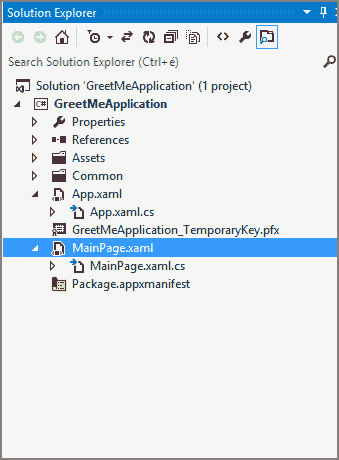 Solution Explorer
Search Solution Explorer (Ctrl+é)
Solution 'GreetMeApplication' (1 project)
C# GreetMeApplication
Properties
References
Assets
Common
App.xaml
App.xaml.cs
GreetMeApplication_TemporaryKey.pfx
MainPage.xaml
MainPage.xaml.cs
Package.appxmanifest